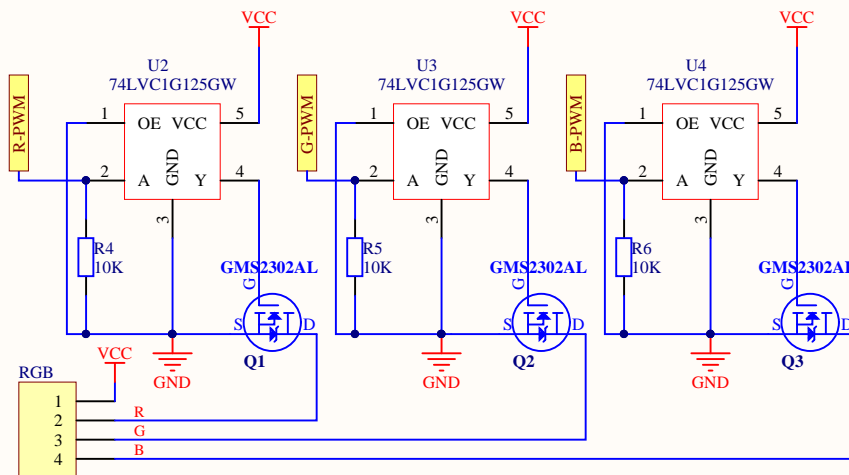 VCC
VCC
VCC
U2
74LVC1G125GW
U3
74LVC1G125GW
U4
74LVC1G125GW
R-PWM
1
OE
VCC
5
2
A
GND
Y
4
3
G-PWM
1
OE
VCC
5
2
A
GND
Y
4
3
B-PWM
1
OE
VCC
5
2
A
GND
Y
4
3
R4
10K
GMS2302AL
G
S
D
Q1
R5
10K
GMS2302AL
G
S
D
Q2
R6
10K
GMS2302AL
G
S
D
Q3
GND
GND
GND
RGB
VCC
1
2
R
3
G
4
B